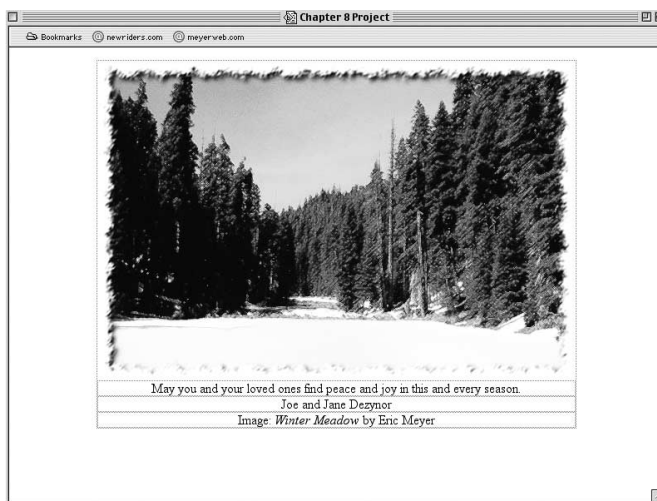 Chapter 8 Project
Bookmarks newriders.com meyerweb.com
May you and your loved ones find peace and joy in this and every season.
Joe and Jane Dezynor
Image: Winter Meadow by Eric Meyer